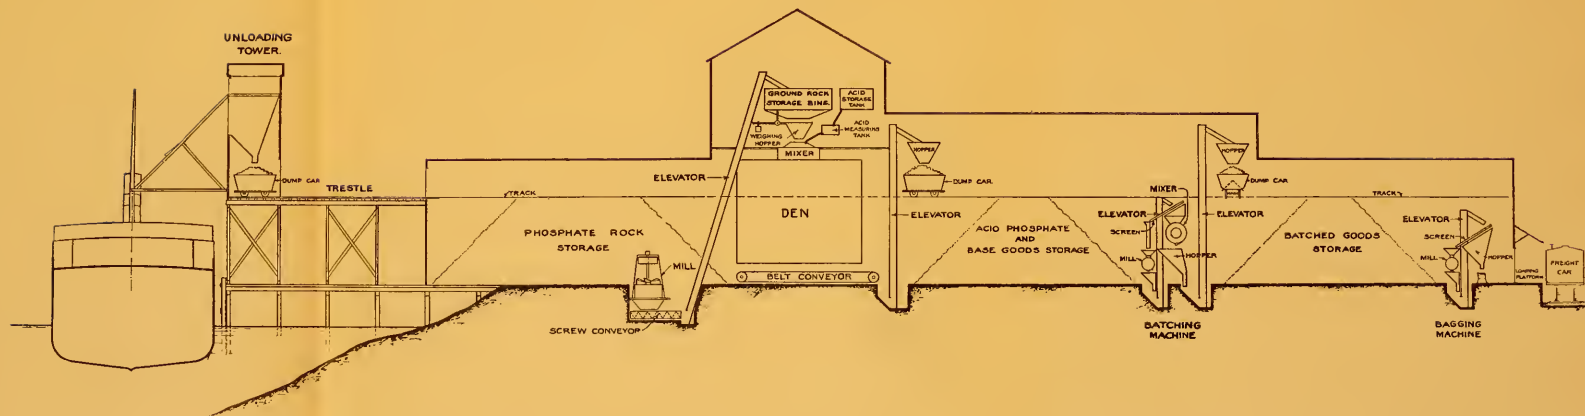 UNLOADING
TOWER.
DUMP CAR
TRESTLE
TRACK
PHOSPHATE ROCK
STORAGE
MILL
SCREW CONVEYOR
ELEVATOR
GROUND ROCK
STORAGE BINS.
ACID
STORAGE
TANK
WEIGHING
HOPPER
ACID
MEASURING
TANK
MIXER
DEN
BELT CONVEYOR
HOPPER
DUMP CAR.
ELEVATOR
ACID PHOSPHATE
AND
BASE GOODS STORAGE
MIXER
ELEVATOR
SCREEN
MILL
HOPPER
BATCHING
MACHINE
HOPPER
DUMP CAR
ELEVATOR
TRACK
BATCHED GOODS
STORAGE
ELEVATOR
SCREEN
MILL
HOPPER
BAGGING
MACHINE
LOADING
PLATFORM
FREIGHT
CAR